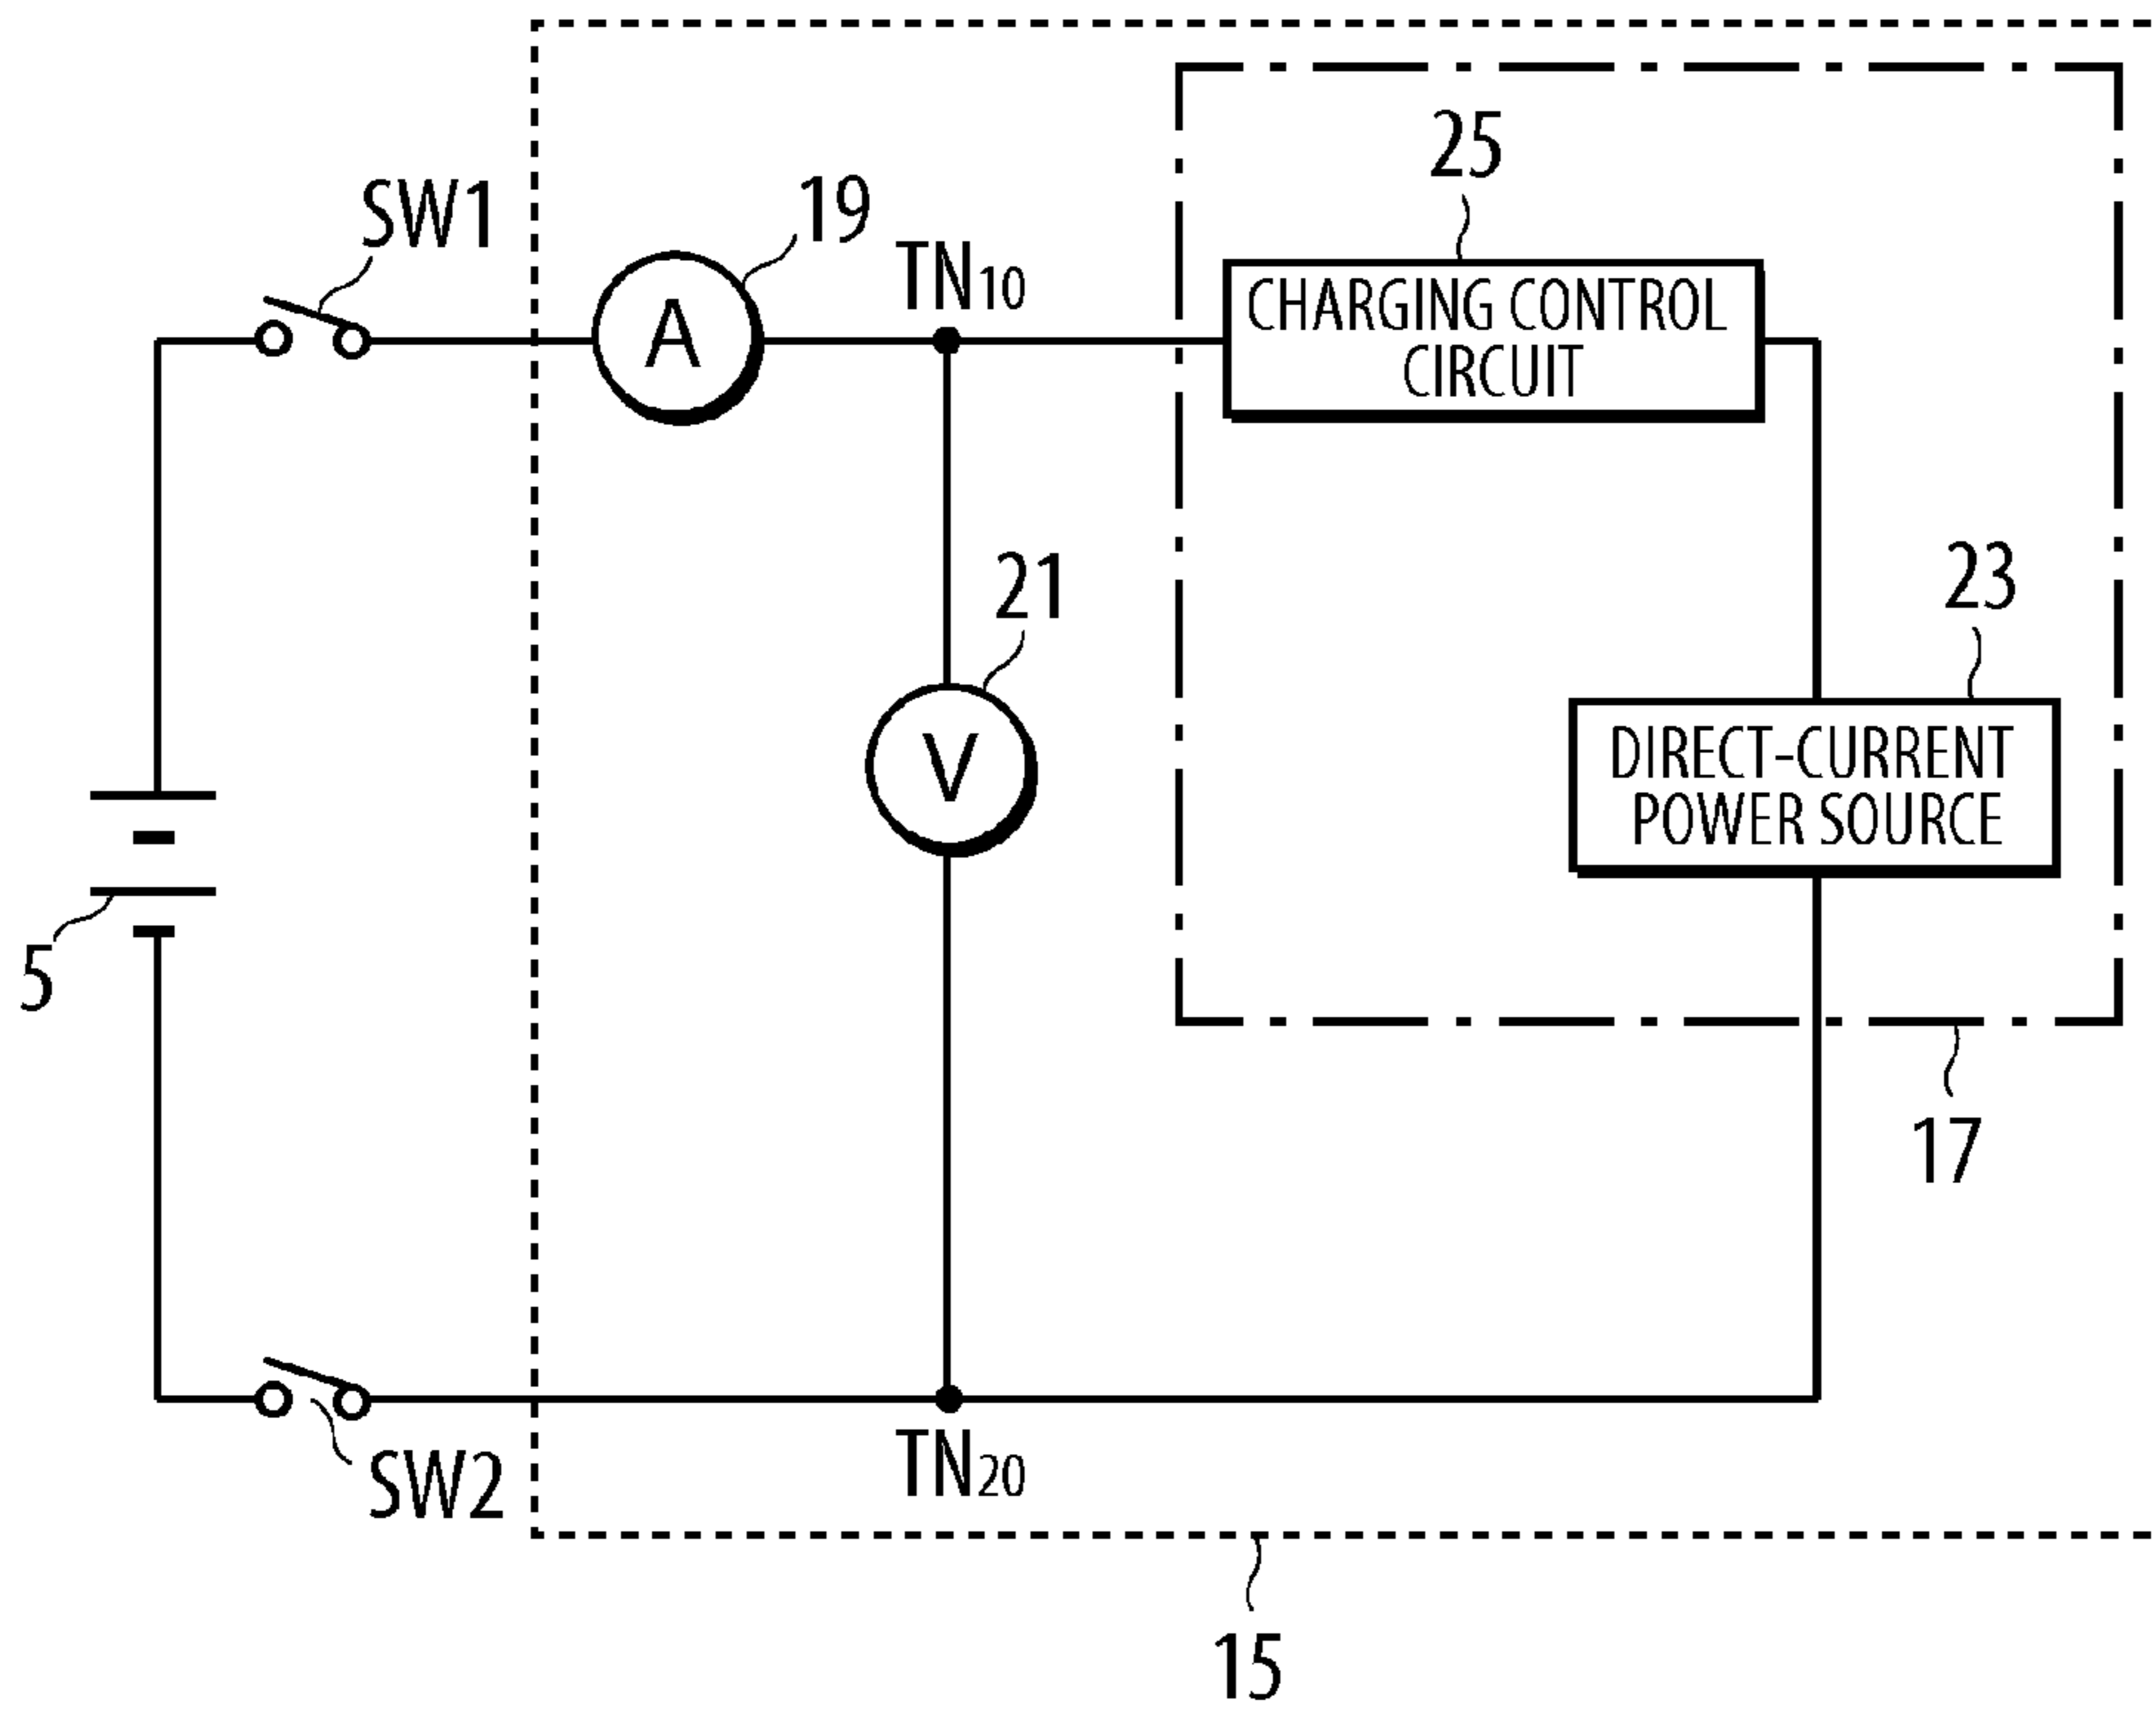 25
SW1
19
TN10
CHARGING CONTROL
CIRCUIT
A
21
23
V
DIRECT-CURRENT
POWER SOURCE
5
17
SW2
TN20
15